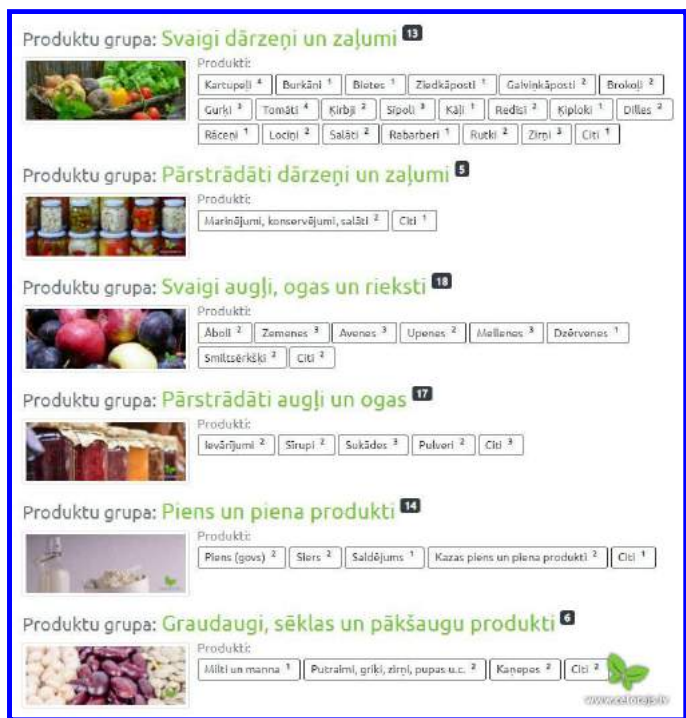 Produktu grupa: Svaigi dārzeņi un zaļumi 13
Produkti:
Kartupeļi 4 Burkāni 1 Bietes 1 Ziedkāposti 1 Galviņkāposti 2 Brokoļi 2
Gurķi 3 Tomāti 4 Ķirbji 2 Sīpoli 3 Kāļi 1 Redīsi 2 Ķiploki 1 Dilles 2
Rāceņi 1 Lociņi 2 Salāti 2 Rabarberi 1 Rutki 2 Zirņi 3 Citi 1
Produktu grupa: Pārstrādāti dārzeņi un zaļumi 5
Produkti:
Marinējumi, konservējumi, salāti 2 Citi 1
Produktu grupa: Svaigi augļi, ogas un rieksti 18
Produkti:
Āboli 2 Zemenes 3 Avenes 3 Upenes 2 Mellenes 3 Dzērvenes 1
Smiltsērkšķi 2 Citi 2
Produktu grupa: Pārstrādāti augļi un ogas 17
Produkti:
Ievārījumi 2 Sīrupi 2 Sukādes 3 Pulveri 2 Citi 3
Produktu grupa: Piens un piena produkti 14
Produkti:
Piens (govs) 2 Siers 2 Saldējums 1 Kazas piens un piena produkti 2 Citi 1
Produktu grupa: Graudaugi, sēklas un pākšaugu produkti 6
Produkti:
Milti un manna 1 Putraimi, griķi, zirņi, pupas u.c. 2 Kaņepes 2 Citi 2
www.celotajs.lv